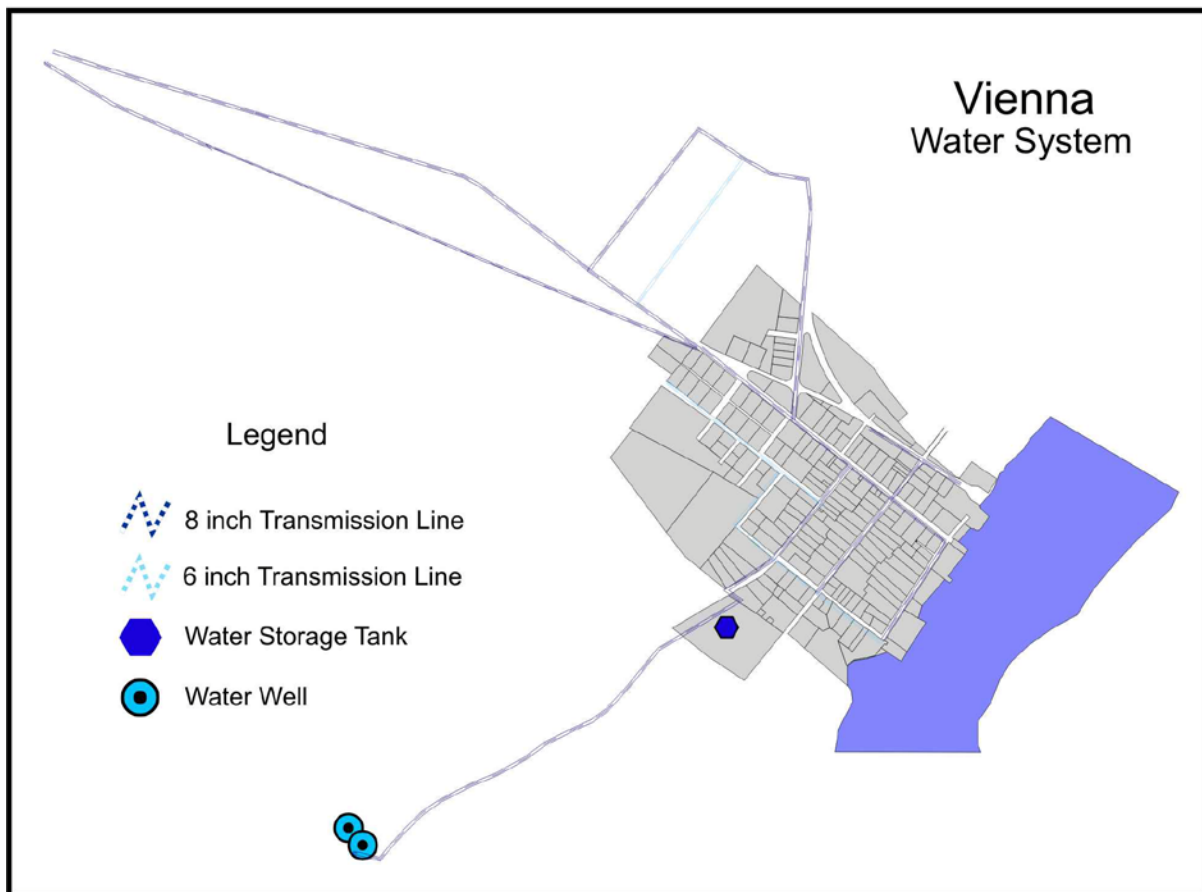 Vienna
Water System
Legend
8 inch Transmission Line
6 inch Transmission Line
Water Storage Tank
Water Well